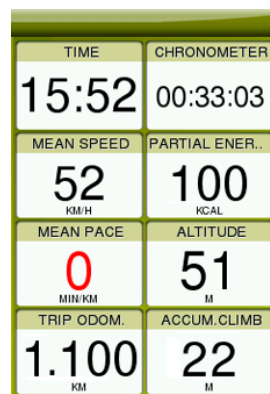 TIME CHRONOMETER
15:52 00:33:03
MEAN SPEED PARTIAL ENER..
52 100
KM/H KCAL
MEAN PACE ALTITUDE
0 51
MIN/KM M
TRIP ODOM. ACCUM.CLIMB
1.100 22
KM M